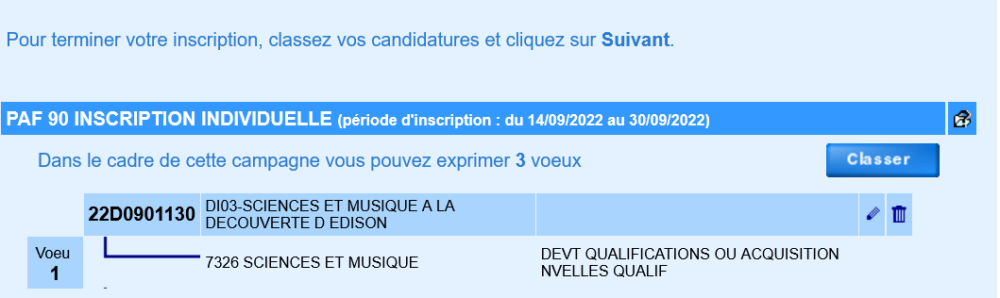 Pour terminer votre inscription, classez vos candidatures et cliquez sur Suivant.
PAF 90 INSCRIPTION INDIVIDUELLE (période d'inscription : du 14/09/2022 au 30/09/2022)
Dans le cadre de cette campagne vous pouvez exprimer 3 voeux
Classer
22D0901130
DI03-SCIENCES ET MUSIQUE A LA
DECOUVERTE D EDISON
Voeu
1
7326 SCIENCES ET MUSIQUE
DEVT QUALIFICATIONS OU ACQUISITION
NVELLES QUALIF